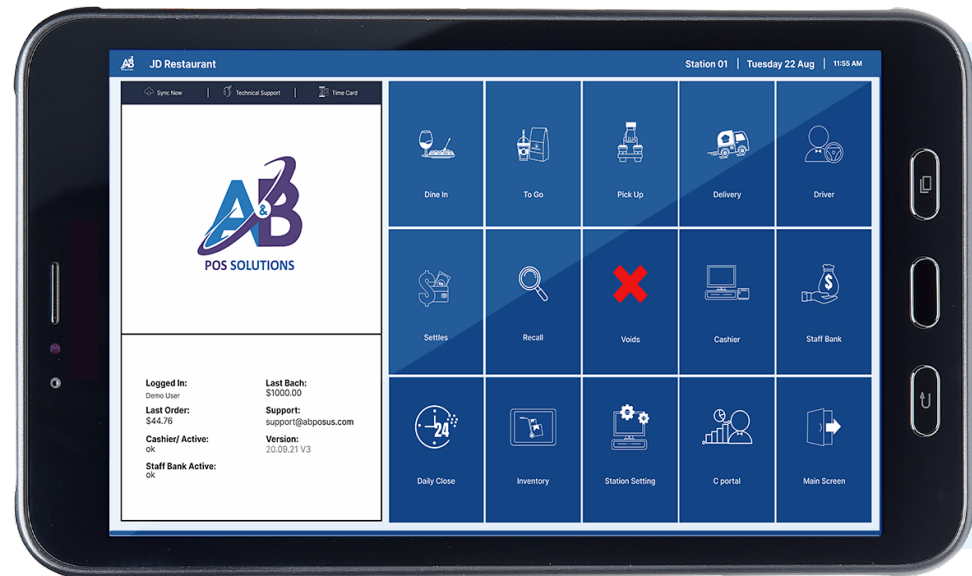 A&B
JD Restaurant
Station 01 | Tuesday 22 Aug | 11:55 AM
Sync Now | Technical Support | Time Card
A&B
POS SOLUTIONS
Dine In
To Go
Pick Up
Delivery
Driver
$
Settles
Recall
Voids
Cashier
$
Staff Bank
24
Daily Close
Inventory
Station Setting
C portal
Main Screen
Logged In:
Demo User
Last Order:
$44.76
Cashier/ Active:
ok
Staff Bank Active:
ok
Last Bach:
$1000.00
Support:
support@abposus.com
Version:
20.09.21 V3